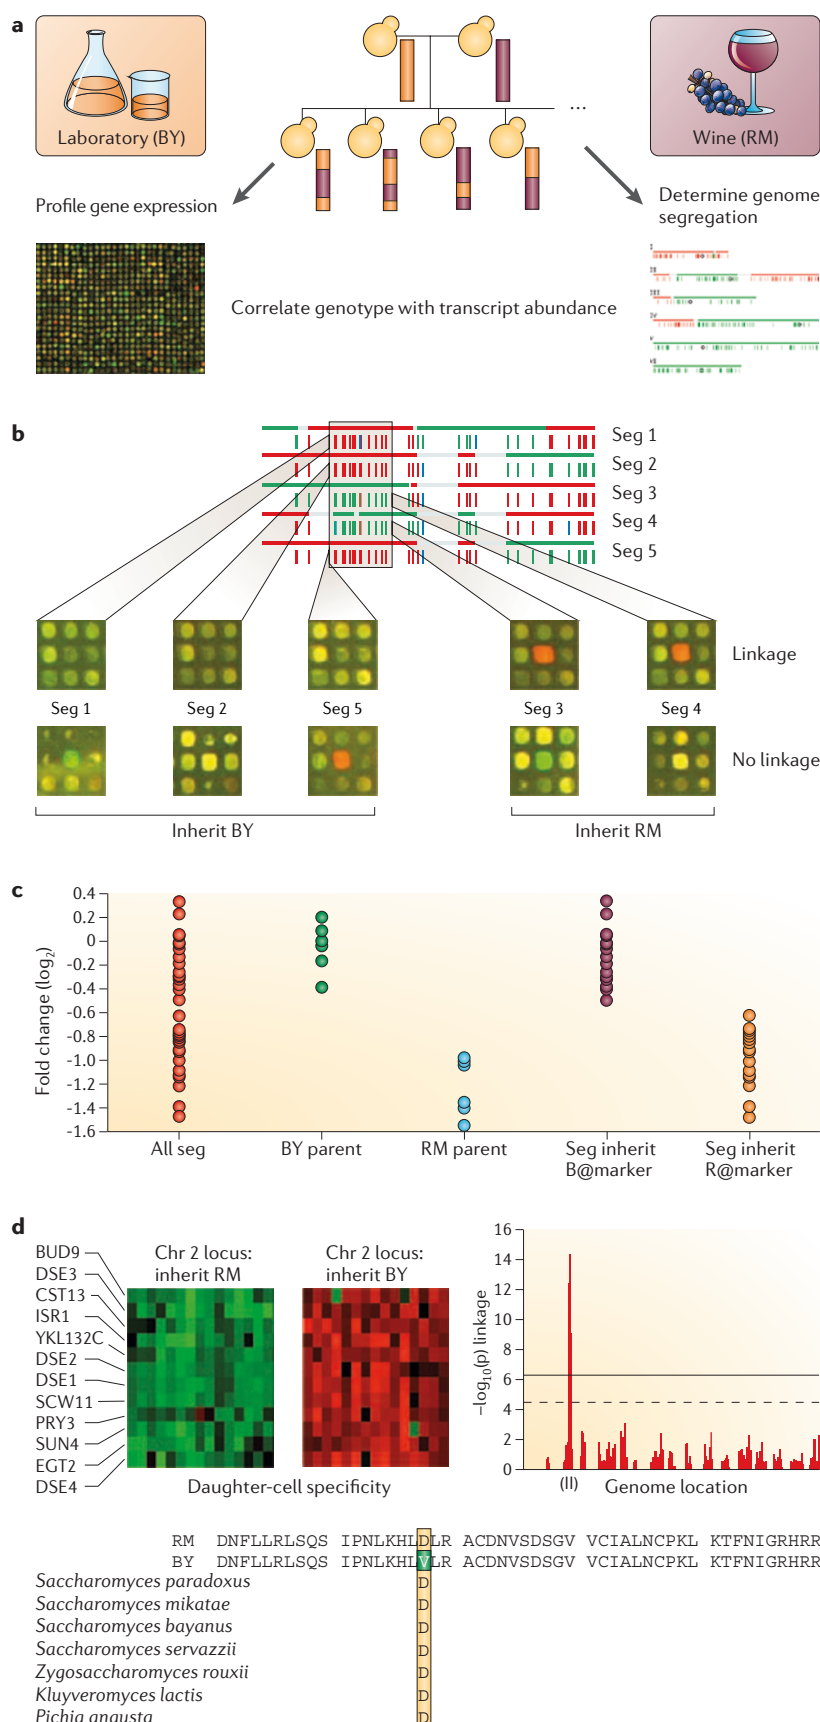 a
Laboratory (BY)
...
Wine (RM)
Profile gene expression
Determine genome
segregation
Correlate genotype with transcript abundance
I
II
III
IV
V
VI
b
Seg 1
Seg 2
Seg 3
Seg 4
Seg 5
Linkage
Seg 1
Seg 2
Seg 5
Seg 3
Seg 4
No linkage
Inherit BY
Inherit RM
c
Fold change (log2)
0.4
0.2
0
-0.2
-0.4
-0.6
-0.8
-1.0
-1.2
-1.4
-1.6
All seg
BY parent
RM parent
Seg inherit
B@marker
Seg inherit
R@marker
d
BUD9
DSE3
CST13
ISR1
YKL132C
DSE2
DSE1
SCW11
PRY3
SUN4
EGT2
DSE4
Chr 2 locus:
inherit RM
Chr 2 locus:
inherit BY
Daughter-cell specificity
–log10(p) linkage
16
14
12
10
8
6
4
2
0
(II)
Genome location
RM DNFLLRLSQS IPNLKHLDLR ACDNVSDSGV VCIALNCPKL KTFNIGRHRR
BY DNFLLRLSQS IPNLKHLVLR ACDNVSDSGV VCIALNCPKL KTFNIGRHRR
Saccharomyces paradoxus D
Saccharomyces mikatae D
Saccharomyces bayanus D
Saccharomyces servazzii D
Zygosaccharomyces rouxii D
Kluyveromyces lactis D
Pichia angusta D